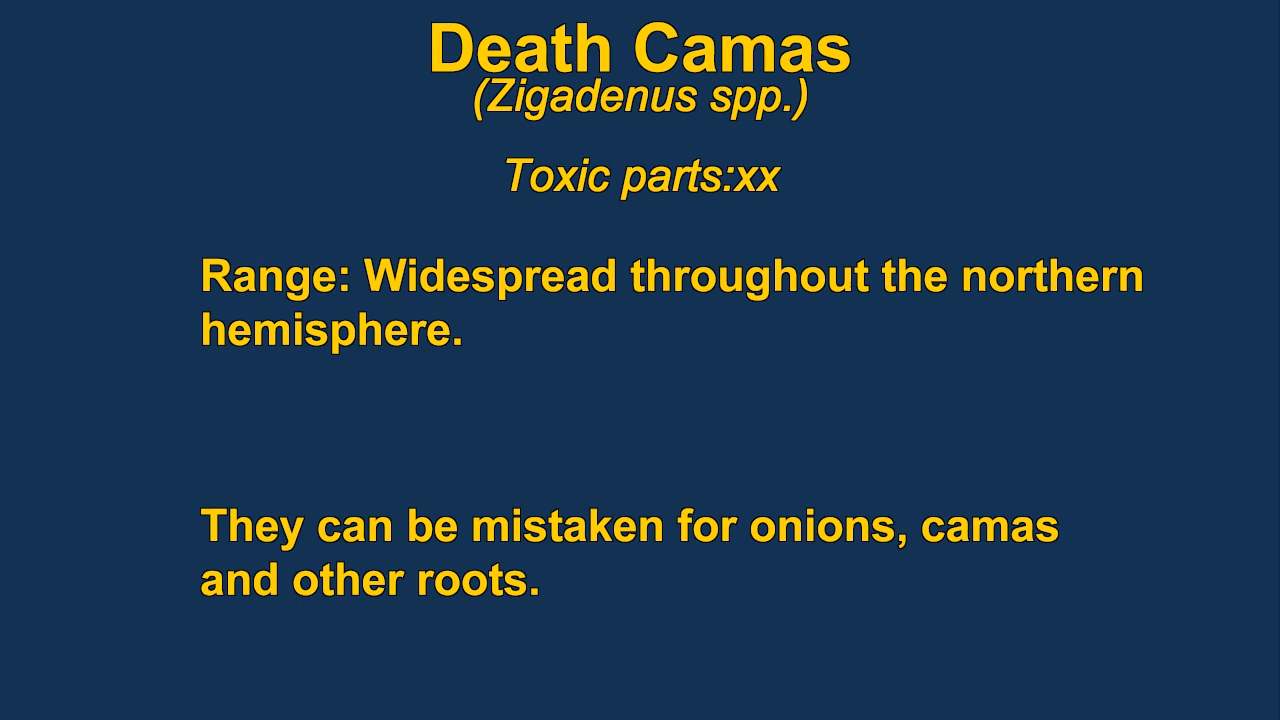 Death Camas
(Zigadenus spp.)
Toxic parts:xx
Range: Widespread throughout the northern
hemisphere.
They can be mistaken for onions, camas
and other roots.